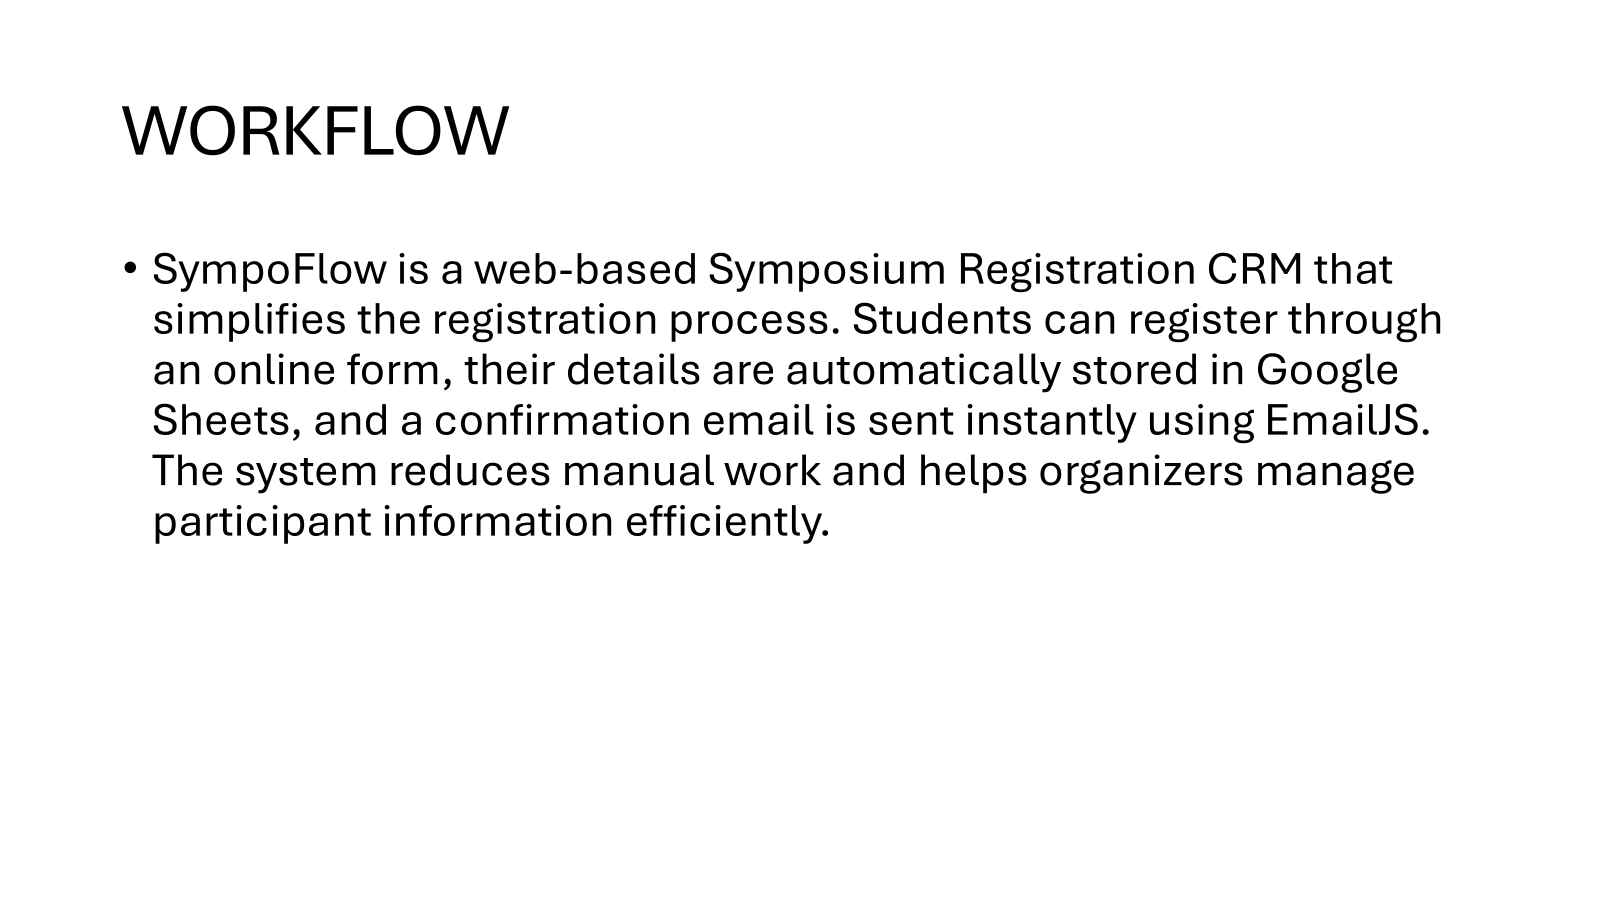 WORKFLOW
• SympoFlow is a web-based Symposium Registration CRM that
simplifies the registration process. Students can register through
an online form, their details are automatically stored in Google
Sheets, and a confirmation email is sent instantly using EmailJS.
The system reduces manual work and helps organizers manage
participant information efficiently.